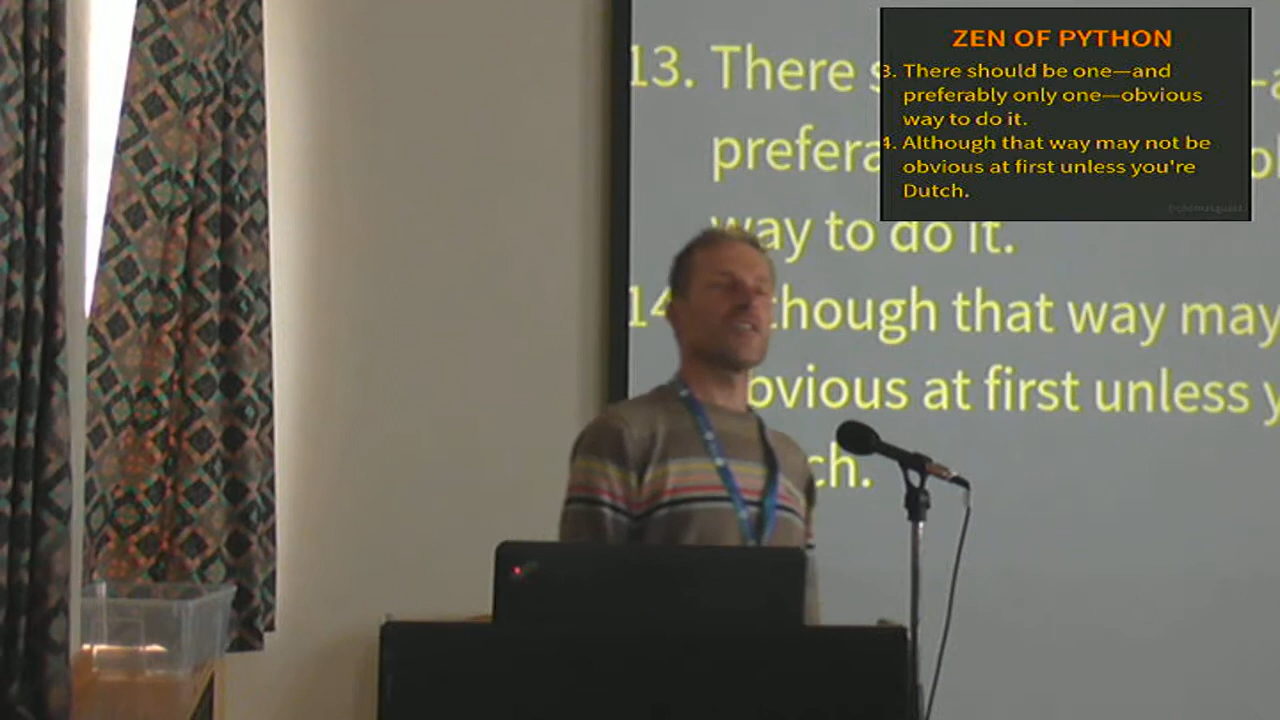 13. There
prefera
way to do it.
14 though that way may
bvious at first unless y
ch.
ZEN OF PYTHON
3. There should be one—and
preferably only one—obvious
way to do it.
4. Although that way may not be
obvious at first unless you're
Dutch.